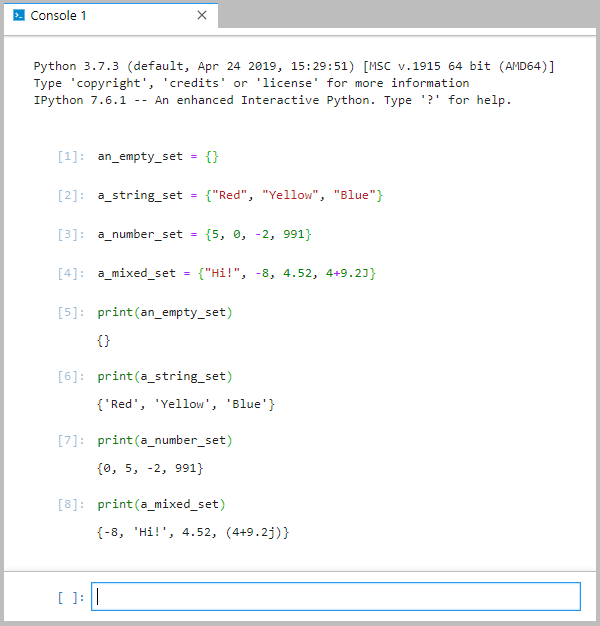 Console 1
Python 3.7.3 (default, Apr 24 2019, 15:29:51) [MSC v.1915 64 bit (AMD64)]
Type 'copyright', 'credits' or 'license' for more information
IPython 7.6.1 -- An enhanced Interactive Python. Type '?' for help.
[1]: an_empty_set = {}
[2]: a_string_set = {"Red", "Yellow", "Blue"}
[3]: a_number_set = {5, 0, -2, 991}
[4]: a_mixed_set = {"Hi!", -8, 4.52, 4+9.2J}
[5]: print(an_empty_set)
{}
[6]: print(a_string_set)
{'Red', 'Yellow', 'Blue'}
[7]: print(a_number_set)
{0, 5, -2, 991}
[8]: print(a_mixed_set)
{-8, 'Hi!', 4.52, (4+9.2j)}
[ ]: